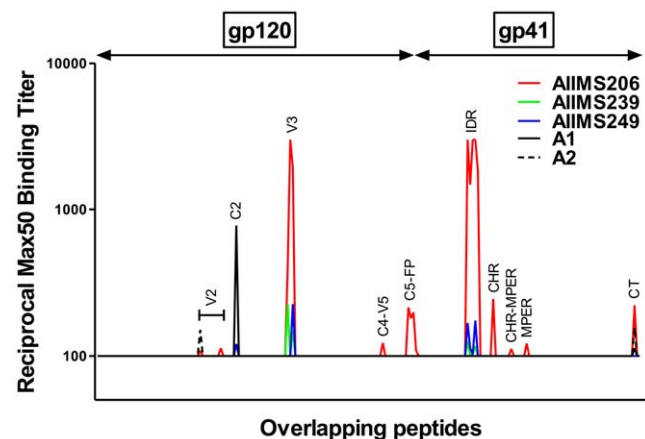 gp120
gp41
10000
1000
100
Reciprocal Max50 Binding Titer
AIIMS206
AIIMS239
AIIMS249
A1
A2
V2
C2
V3
C4-V5
C5-FP
IDR
CHR
CHR-MPER
MPER
CT
Overlapping peptides